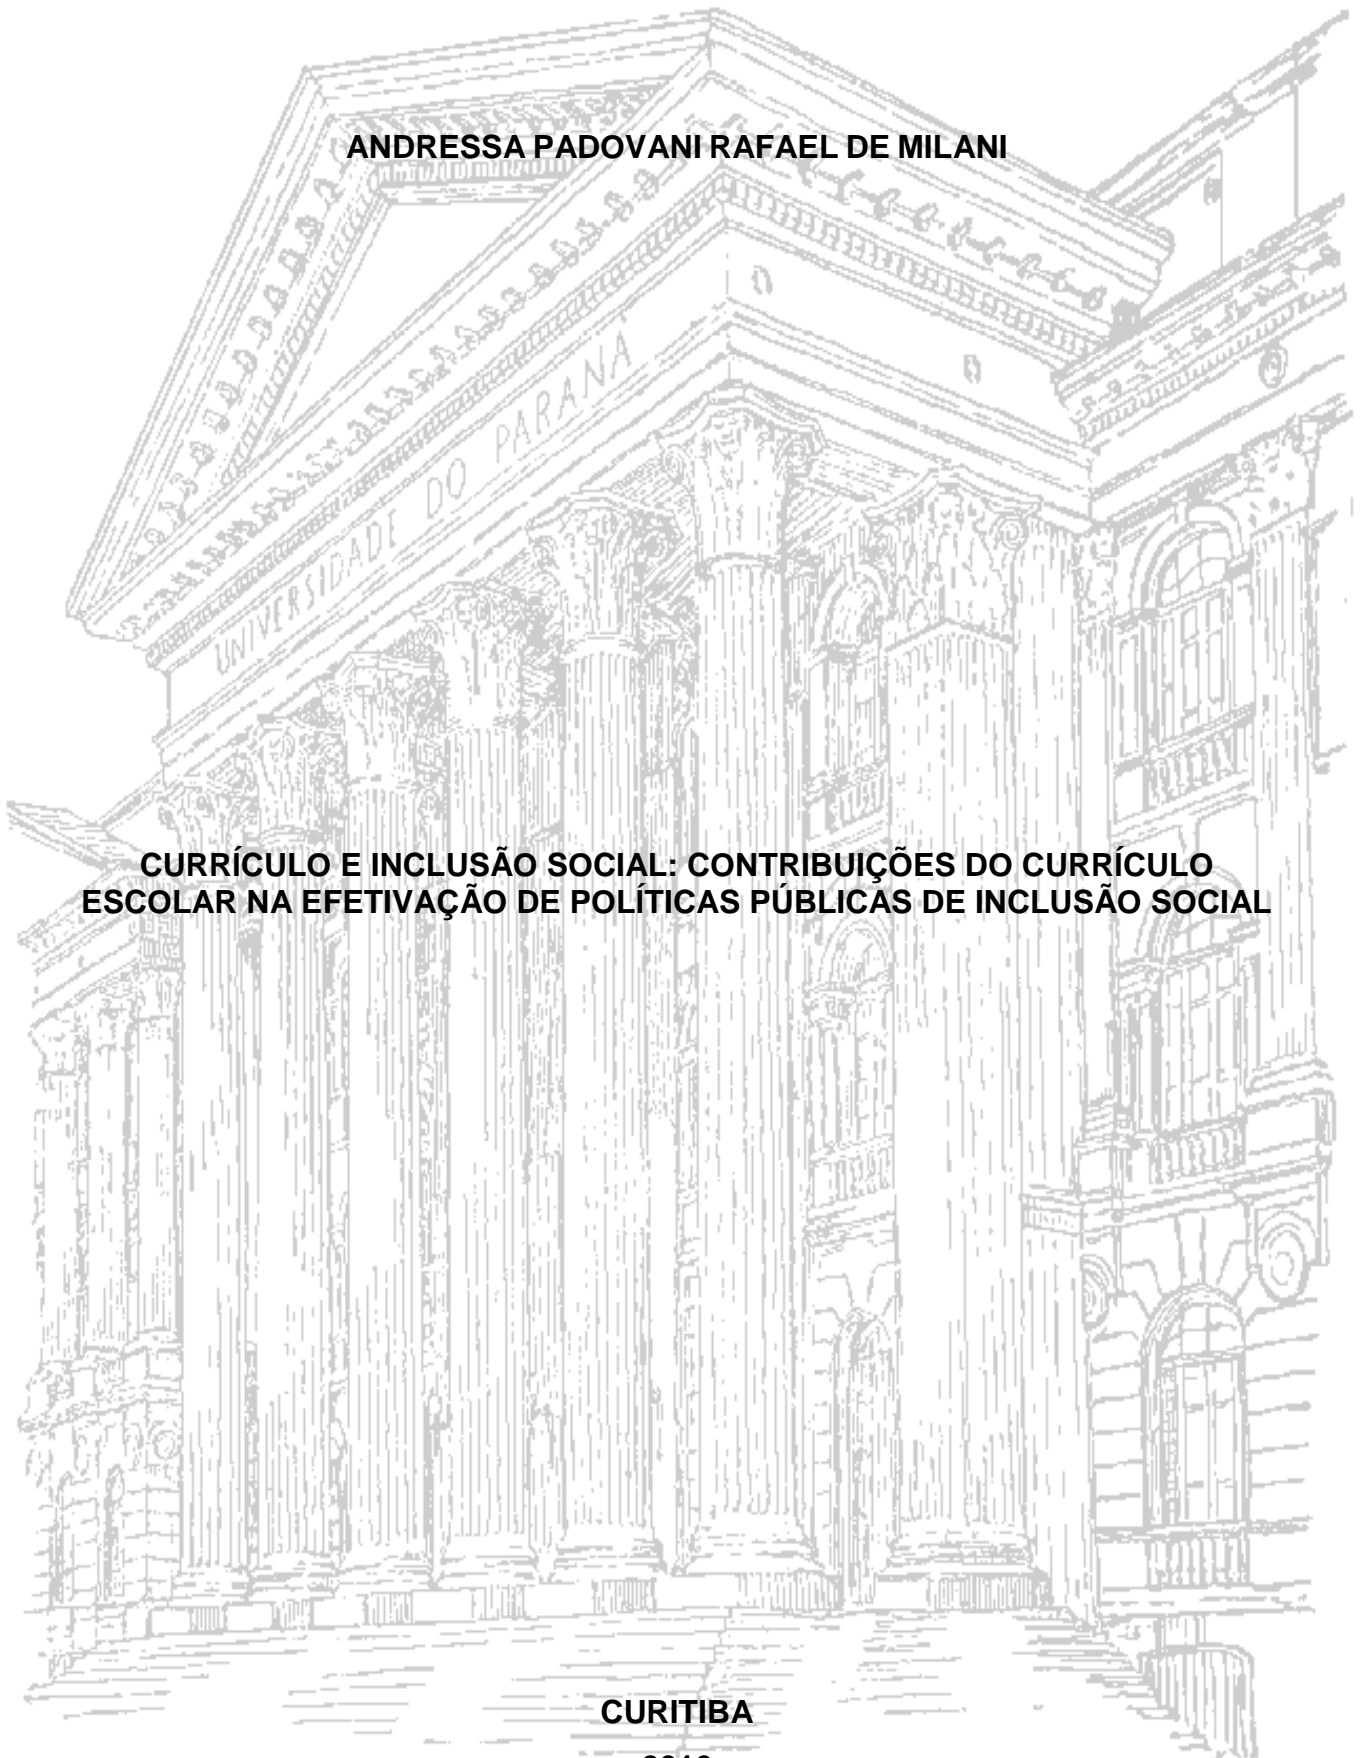 ANDRESSA PADOVANI RAFAEL DE MILANI
UNIVERSIDADE DO PARANÁ
CURRÍCULO E INCLUSÃO SOCIAL: CONTRIBUIÇÕES DO CURRÍCULO
ESCOLAR NA EFETIVAÇÃO DE POLÍTICAS PÚBLICAS DE INCLUSÃO SOCIAL
CURITIBA